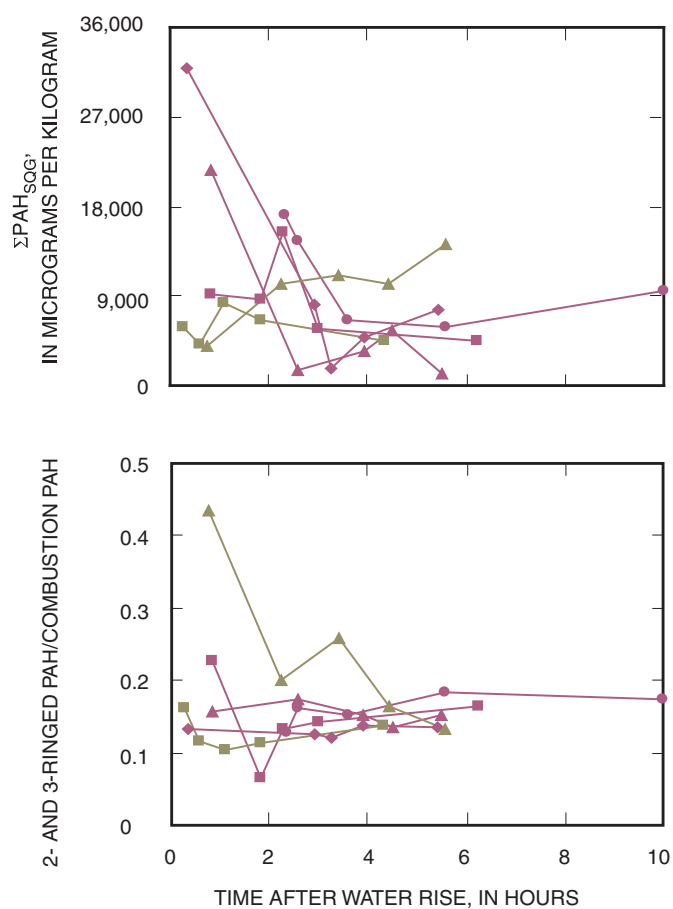 ΣPAHSQG,
IN MICROGRAMS PER KILOGRAM
36,000
27,000
18,000
9,000
0
2- AND 3-RINGED PAH/COMBUSTION PAH
0.5
0.4
0.3
0.2
0.1
0
0 2 4 6 8 10
TIME AFTER WATER RISE, IN HOURS